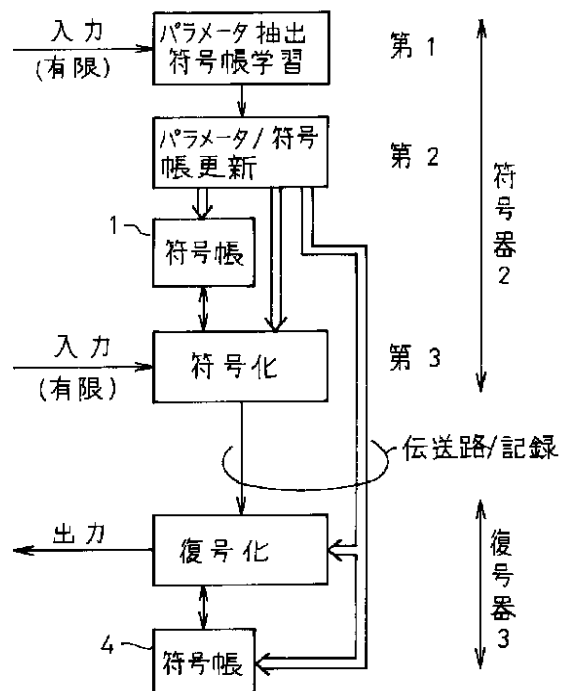 入力
(有限)
パラメータ抽出
符号帳学習
第1
パラメータ/符号
帳更新
第2
1
符号帳
符号器2
入力
(有限)
符号化
第3
伝送路/記録
出力
復号化
復号器3
4
符号帳